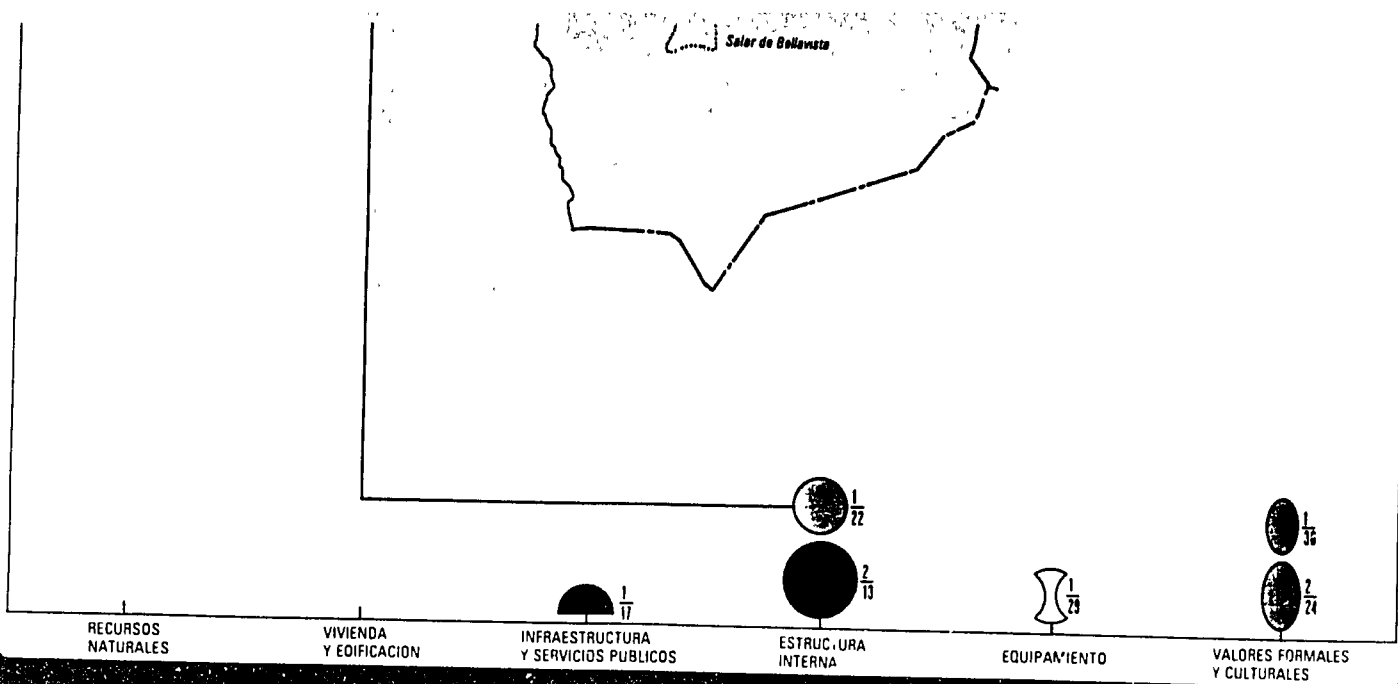 Salar de Bellavista
1
22
2
13
1
17
1
29
1
36
2
24
RECURSOS
NATURALES
VIVIENDA
Y EDIFICACION
INFRAESTRUCTURA
Y SERVICIOS PUBLICOS
ESTRUCTURA
INTERNA
EQUIPAMIENTO
VALORES FORMALES
Y CULTURALES